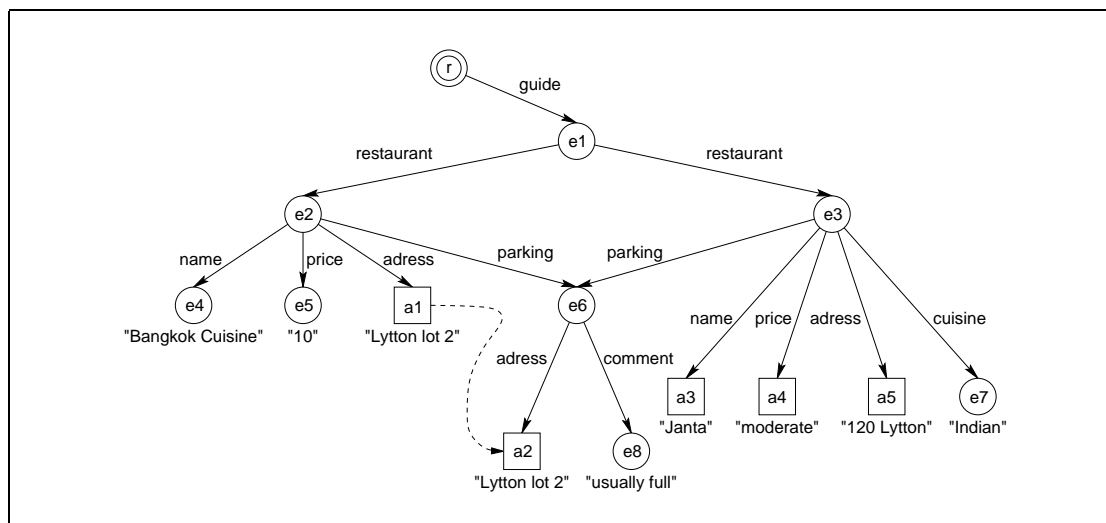 r
guide
e1
restaurant restaurant
e2 e3
name price adress parking parking
e4 e5 a1 e6
"Bangkok Cuisine" "10" "Lytton lot 2"
name price adress cuisine
adress comment
a3 a4 a5 e7
"Janta" "moderate" "120 Lytton" "Indian"
a2 e8
"Lytton lot 2" "usually full"